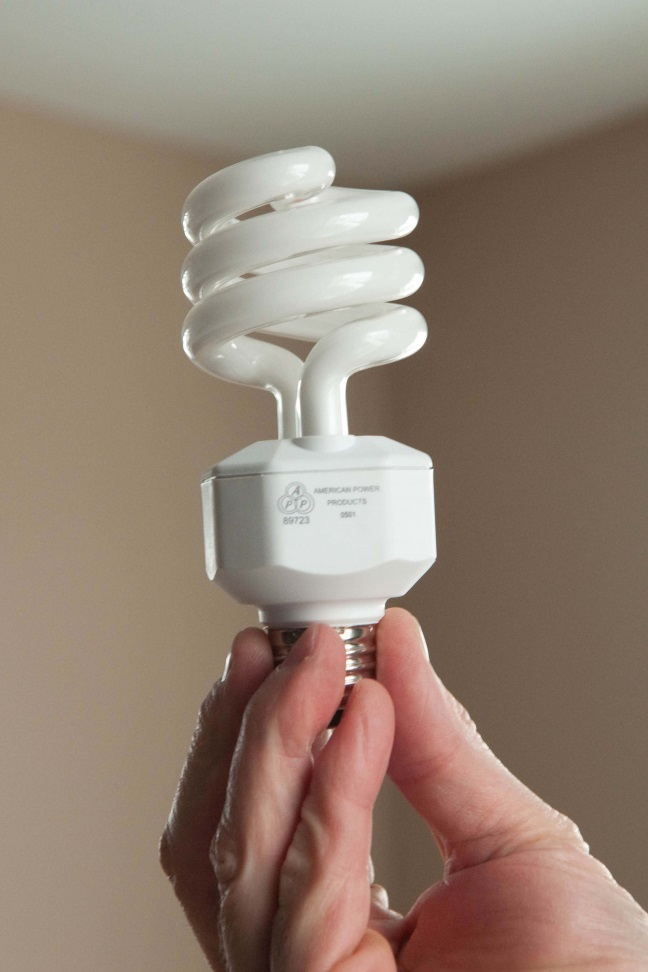 A
P P
89723
AMERICAN POWER
PRODUCTS
0501